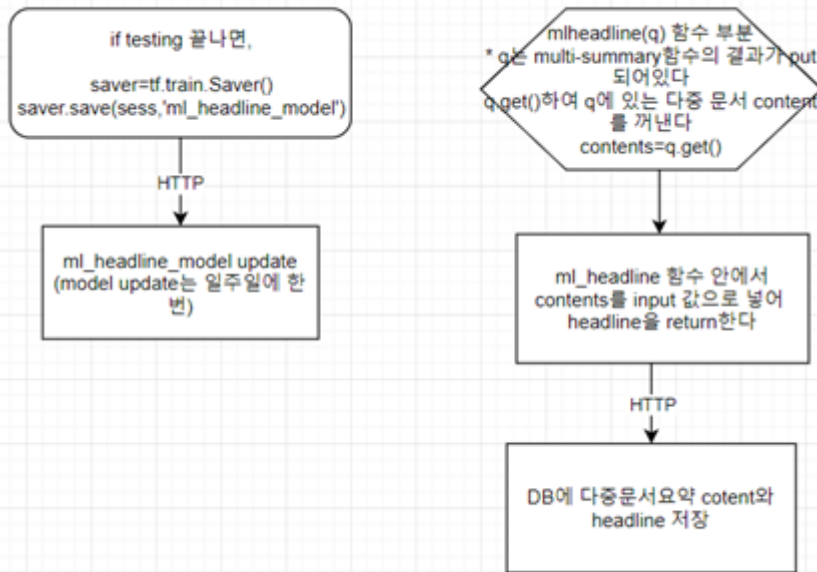 if testing 끝나면,
saver=tf.train.Saver()
saver.save(sess,'ml_headline_model')
HTTP
ml_headline_model update
(model update는 일주일에 한
번)
mlheadline(q) 함수 부분
* q는 multi-summary함수의 결과가 put
되어있다
q.get()하여 q에 있는 다중 문서 content
를 꺼낸다
contents=q.get()
ml_headline 함수 안에서
contents를 input 값으로 넣어
headline을 return한다
HTTP
DB에 다중문서요약 cotent와
headline 저장